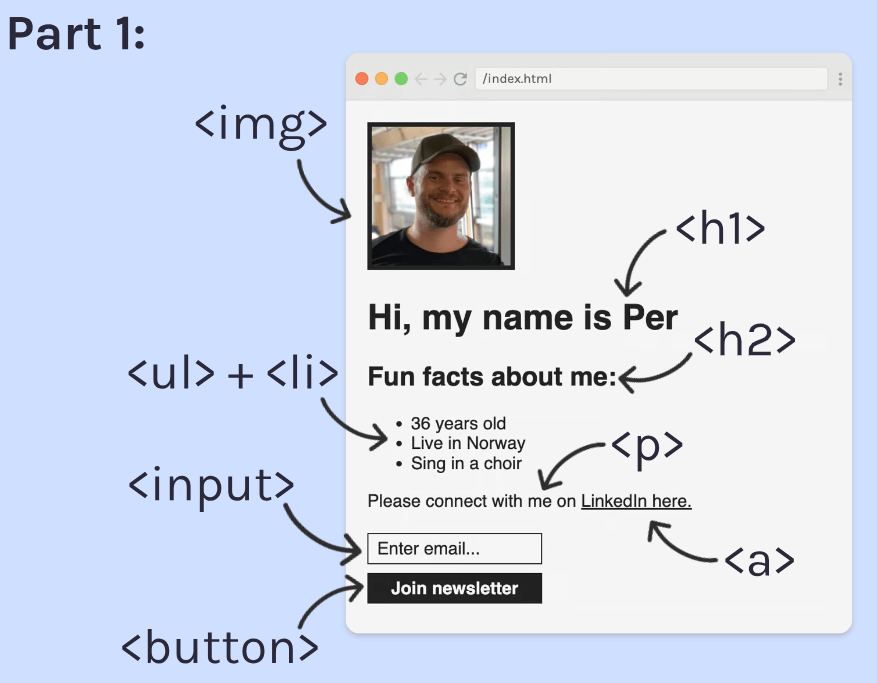 Part 1:
/index.html
<img>
<h1>
Hi, my name is Per
<h2>
<ul> + <li>
Fun facts about me:
• 36 years old
• Live in Norway
• Sing in a choir
<p>
<input>
Please connect with me on LinkedIn here.
Enter email...
<a>
Join newsletter
<button>